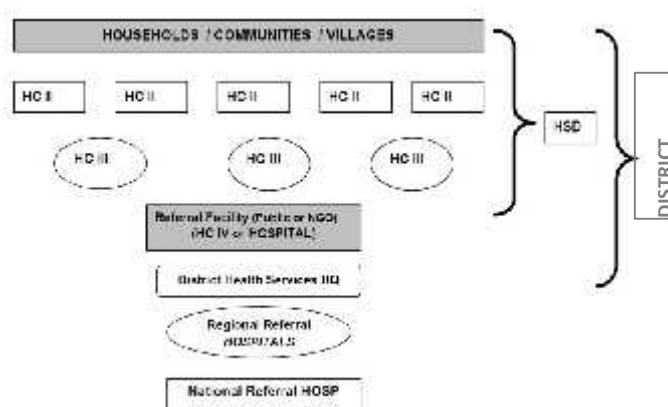 HOUSEHOLDS / COMMUNITIES / VILLAGES
HC II HC II HC II HC II HC II
HSD
DISTRICT
HC III HC III HC III
Referral Facility (Public or NGO)
(HC IV or HOSPITAL)
District Health Services HQ
Regional Referral
HOSPITALS
National Referral HOSP